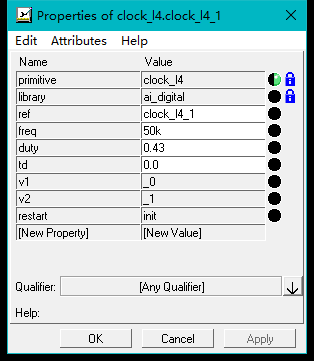 Properties of clock_l4.clock_l4_1
Edit Attributes Help
Name Value
primitive clock_l4
library ai_digital
ref clock_l4_1
freq 50k
duty 0.43
td 0.0
v1 _0
v2 _1
restart init
[New Property] [New Value]
Qualifier: [Any Qualifier]
Help:
OK Cancel Apply